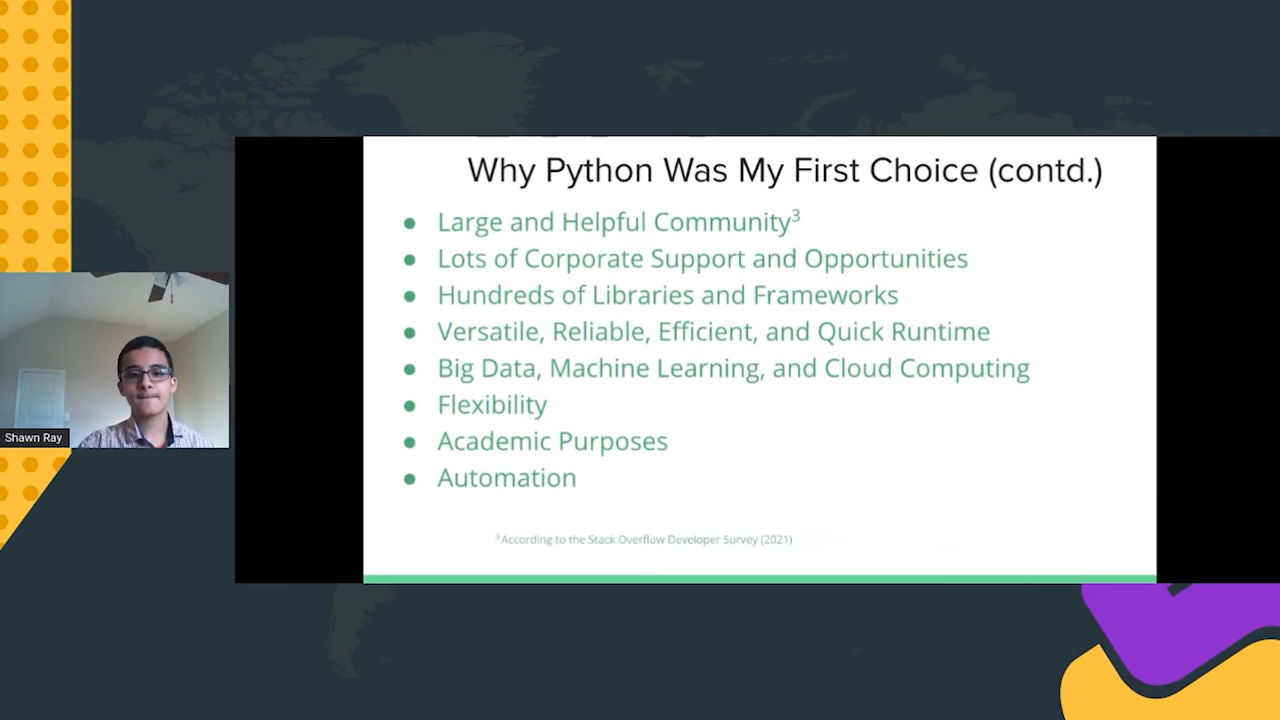 Why Python Was My First Choice (contd.)
● Large and Helpful Community³
● Lots of Corporate Support and Opportunities
● Hundreds of Libraries and Frameworks
● Versatile, Reliable, Efficient, and Quick Runtime
● Big Data, Machine Learning, and Cloud Computing
● Flexibility
● Academic Purposes
● Automation
³ According to the Stack Overflow Developer Survey (2021)
Shawn Ray